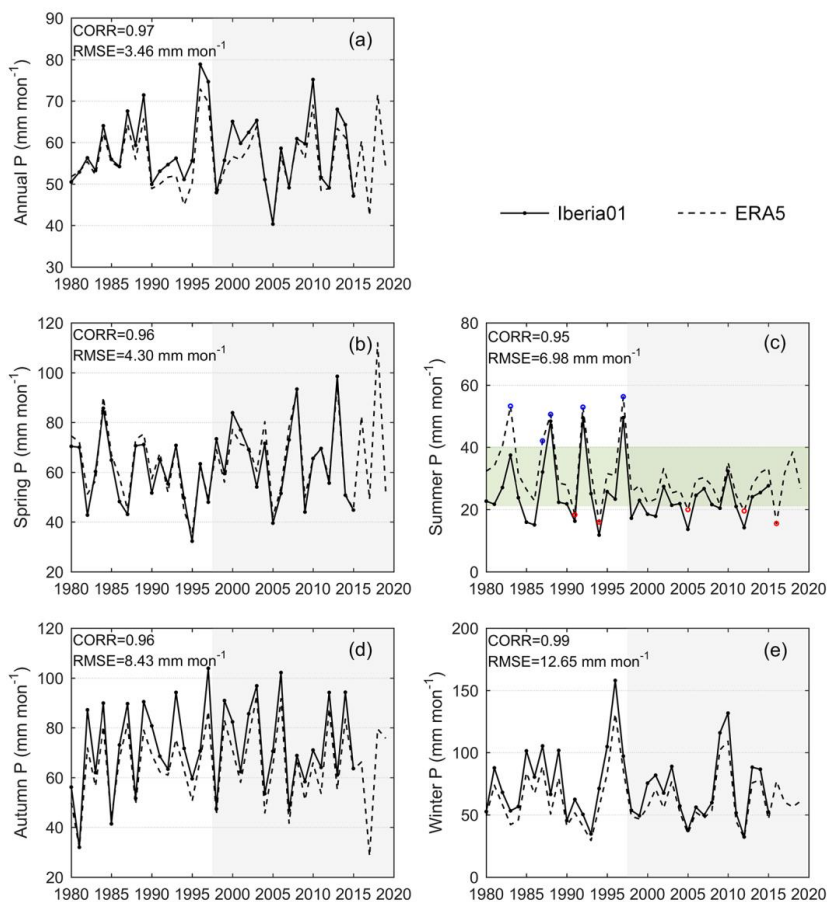 CORR=0.97
RMSE=3.46 mm mon⁻¹
(a)
Annual P (mm mon⁻¹)
90
80
70
60
50
40
30
1980 1985 1990 1995 2000 2005 2010 2015 2020
Iberia01 ERA5
CORR=0.96
RMSE=4.30 mm mon⁻¹
(b)
Spring P (mm mon⁻¹)
120
100
80
60
40
20
1980 1985 1990 1995 2000 2005 2010 2015 2020
CORR=0.95
RMSE=6.98 mm mon⁻¹
(c)
Summer P (mm mon⁻¹)
80
60
40
20
0
1980 1985 1990 1995 2000 2005 2010 2015 2020
CORR=0.96
RMSE=8.43 mm mon⁻¹
(d)
Autumn P (mm mon⁻¹)
120
100
80
60
40
20
1980 1985 1990 1995 2000 2005 2010 2015 2020
CORR=0.99
RMSE=12.65 mm mon⁻¹
(e)
Winter P (mm mon⁻¹)
200
150
100
50
0
1980 1985 1990 1995 2000 2005 2010 2015 2020